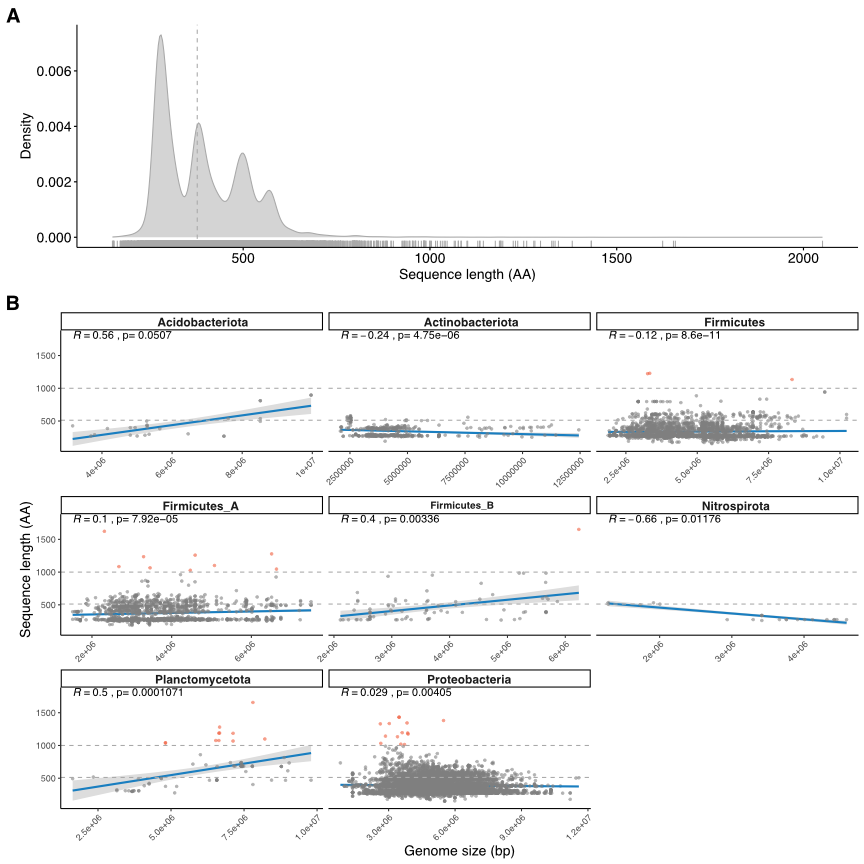 A
Density
0.006
0.004
0.002
0.000
500
1000
1500
2000
Sequence length (AA)
B
Sequence length (AA)
Acidobacteriota
Actinobacteriota
Firmicutes
R = 0.56 , p= 0.0507
R = −0.24 , p= 4.75e−06
R = −0.12 , p= 8.6e−11
1500
1000
500
4e+06
6e+06
8e+06
1e+07
2500000
5000000
7500000
10000000
12500000
2.5e+06
5.0e+06
7.5e+06
1.0e+07
Firmicutes_A
Firmicutes_B
Nitrospirota
R = 0.1 , p= 7.92e−05
R = 0.4 , p= 0.00336
R = −0.66 , p= 0.01176
1500
1000
500
2e+06
4e+06
6e+06
2e+06
3e+06
4e+06
5e+06
6e+06
2e+06
3e+06
4e+06
Planctomycetota
Proteobacteria
R = 0.5 , p= 0.0001071
R = 0.029 , p= 0.00405
1500
1000
500
2.5e+06
5.0e+06
7.5e+06
1.0e+07
3.0e+06
6.0e+06
9.0e+06
1.2e+07
Genome size (bp)